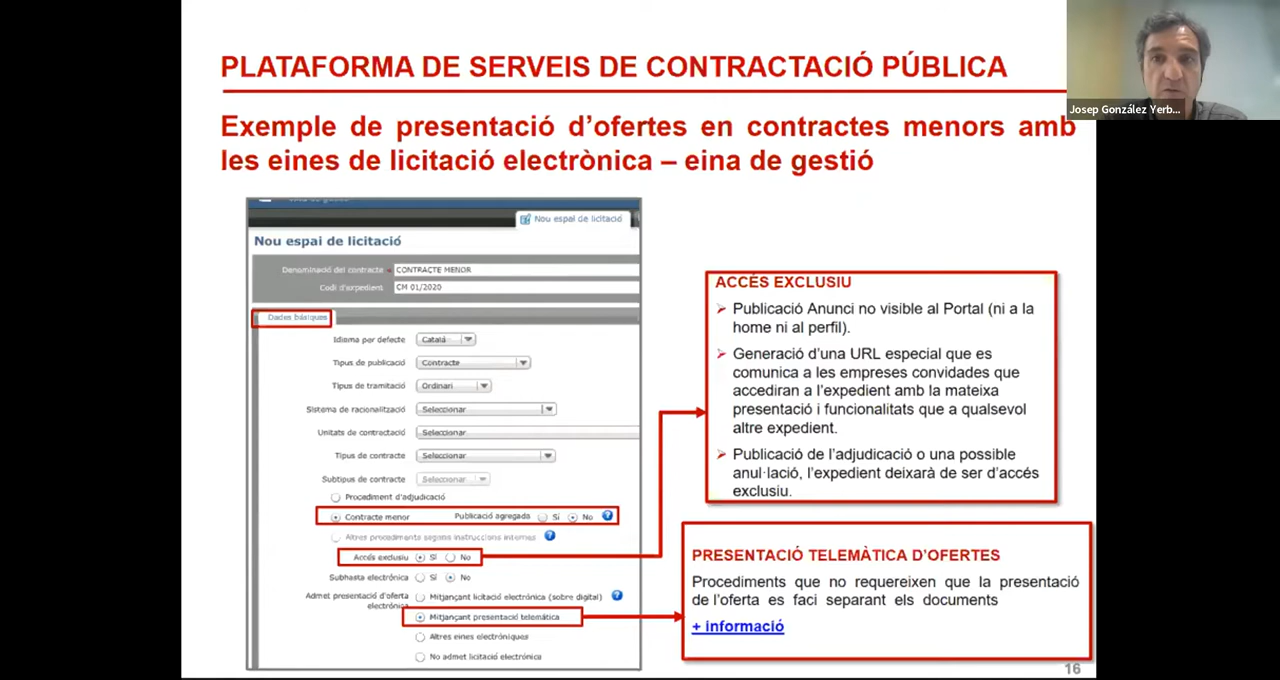 PLATAFORMA DE SERVEIS DE CONTRACTACIÓ PÚBLICA
Josep González Yerb...
Exemple de presentació d'ofertes en contractes menors amb
les eines de licitació electrònica – eina de gestió
Nou espai de licitació
Nou espai de licitació
Denominació del contracte CONTRACTE MENOR
Codi d'expedient CM 01/2020
Dades bàsiques
Idioma per defecte Català
Tipus de publicació Contracte
Tipus de tramitació Ordinari
Sistema de racionalització Seleccionar
Unitats de contractació Seleccionar
Tipus de contracte Seleccionar
Subtipus de contracte Seleccionar
Procediment d'adjudicació
Contracte menor Publicació agregada Sí No ?
Altres procediments segons instruccions internes ?
Accés exclusiu Sí No
Subhasta electrònica Sí No
Admet presentació d'oferta
electrònica
Mitjançant licitació electrònica (sobre digital) ?
Mitjançant presentació telemàtica
Altres eines electròniques
No admet licitació electrònica
ACCÉS EXCLUSIU
Publicació Anunci no visible al Portal (ni a la
home ni al perfil).
Generació d'una URL especial que es
comunica a les empreses convidades que
accediran a l'expedient amb la mateixa
presentació i funcionalitats que a qualsevol
altre expedient.
Publicació de l'adjudicació o una possible
anul·lació, l'expedient deixarà de ser d'accés
exclusiu.
PRESENTACIÓ TELEMÀTICA D'OFERTES
Procediments que no requereixen que la presentació
de l'oferta es faci separant els documents
+ informació
16